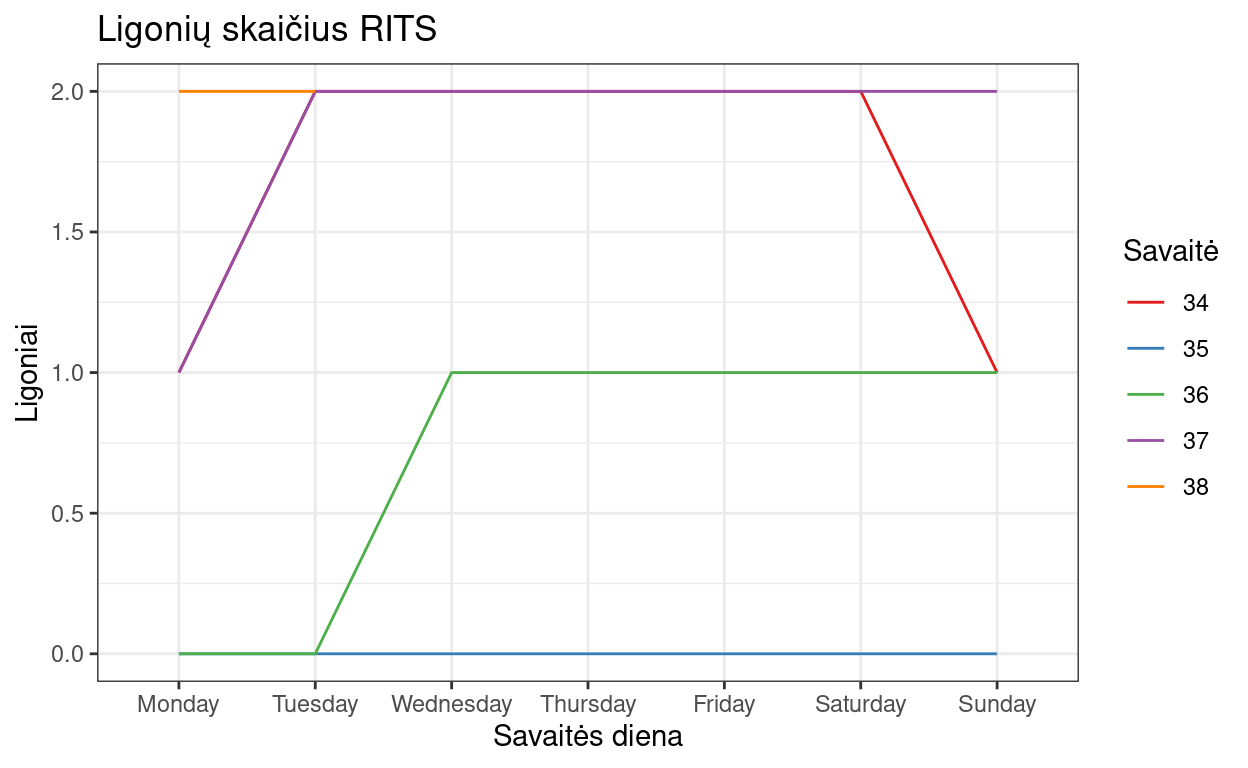 Ligonių skaičius RITS
2.0
1.5
1.0
0.5
0.0
Ligoniai
Monday Tuesday Wednesday Thursday Friday Saturday Sunday
Savaitės diena
Savaitė
34
35
36
37
38